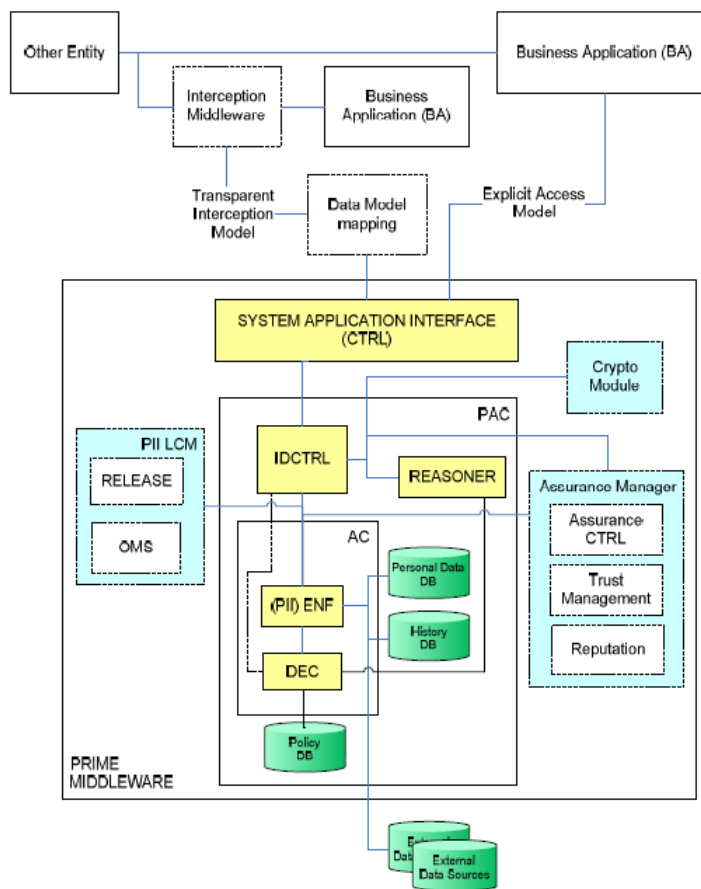 Other Entity
Business Application (BA)
Interception
Middleware
Business
Application (BA)
Transparent
Interception
Model
Data Model
mapping
Explicit Access
Model
SYSTEM APPLICATION INTERFACE
(CTRL)
Crypto
Module
PAC
PII LCM
RELEASE
OMS
IDCTRL
REASONER
Assurance Manager
Assurance
CTRL
Trust
Management
Reputation
AC
(PII) ENF
DEC
Personal Data
DB
History
DB
Policy
DB
PRIME
MIDDLEWARE
External
Data Sources